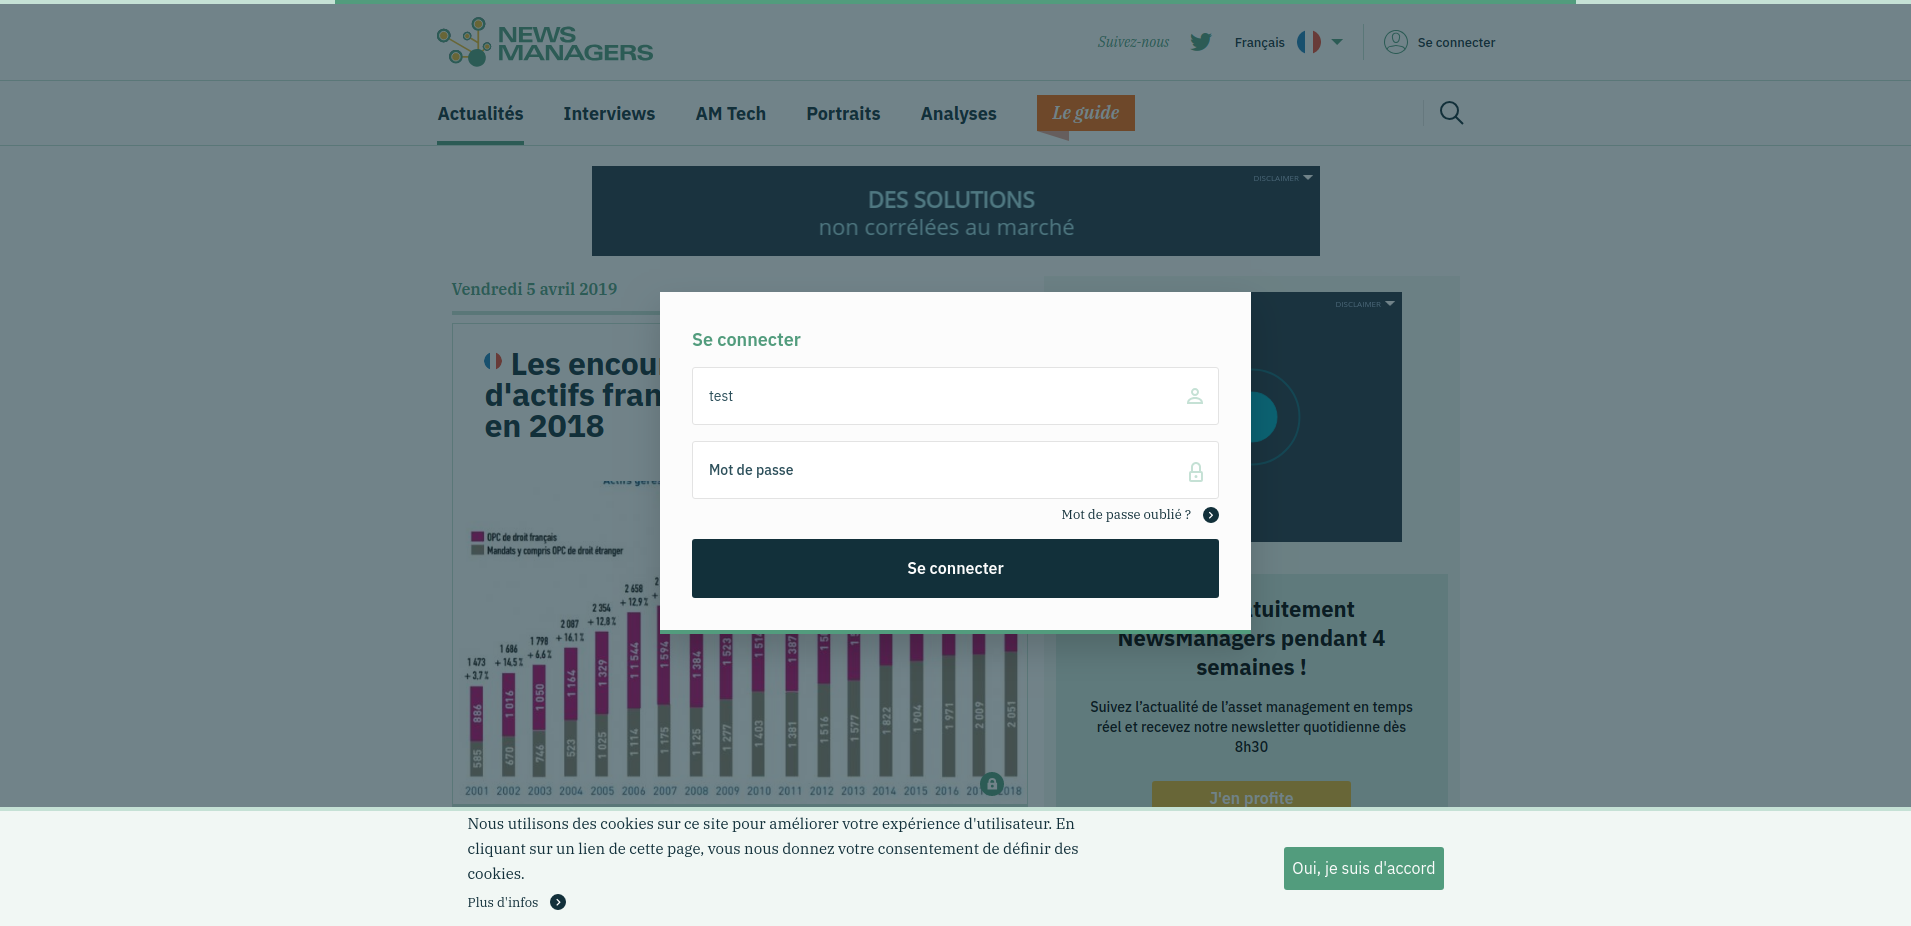 NEWS
MANAGERS
Suivez-nous
Français
Se connecter
Actualités
Interviews
AM Tech
Portraits
Analyses
Le guide
DISCLAIMER
DES SOLUTIONS
non corrélées au marché
Vendredi 5 avril 2019
DISCLAIMER
Les encou
d'actifs fran
en 2018
Se connecter
test
Mot de passe
Mot de passe oublié ?
Se connecter
OPC de droit français
Mandats y compris OPC de droit étranger
1 473
+ 3,7 %
1 686
+ 14,5 %
1 798
+ 6,6 %
2 087
+ 16,1 %
2 354
+ 12,8 %
2 658
+ 12,9 %
886
1 016
1 050
1 164
1 329
1 544
1 594
1 384
1 523
1 387
585
670
746
523
1 025
1 114
1 175
1 125
1 277
1 403
1 381
1 516
1 577
1 822
1 904
1 971
2 009
2 051
2001 2002 2003 2004 2005 2006 2007 2008 2009 2010 2011 2012 2013 2014 2015 2016 2018
tuitement
NewsManagers pendant 4
semaines !
Suivez l'actualité de l'asset management en temps
réel et recevez notre newsletter quotidienne dès
8h30
J'en profite
Nous utilisons des cookies sur ce site pour améliorer votre expérience d'utilisateur. En
cliquant sur un lien de cette page, vous nous donnez votre consentement de définir des
cookies.
Plus d'infos
Oui, je suis d'accord